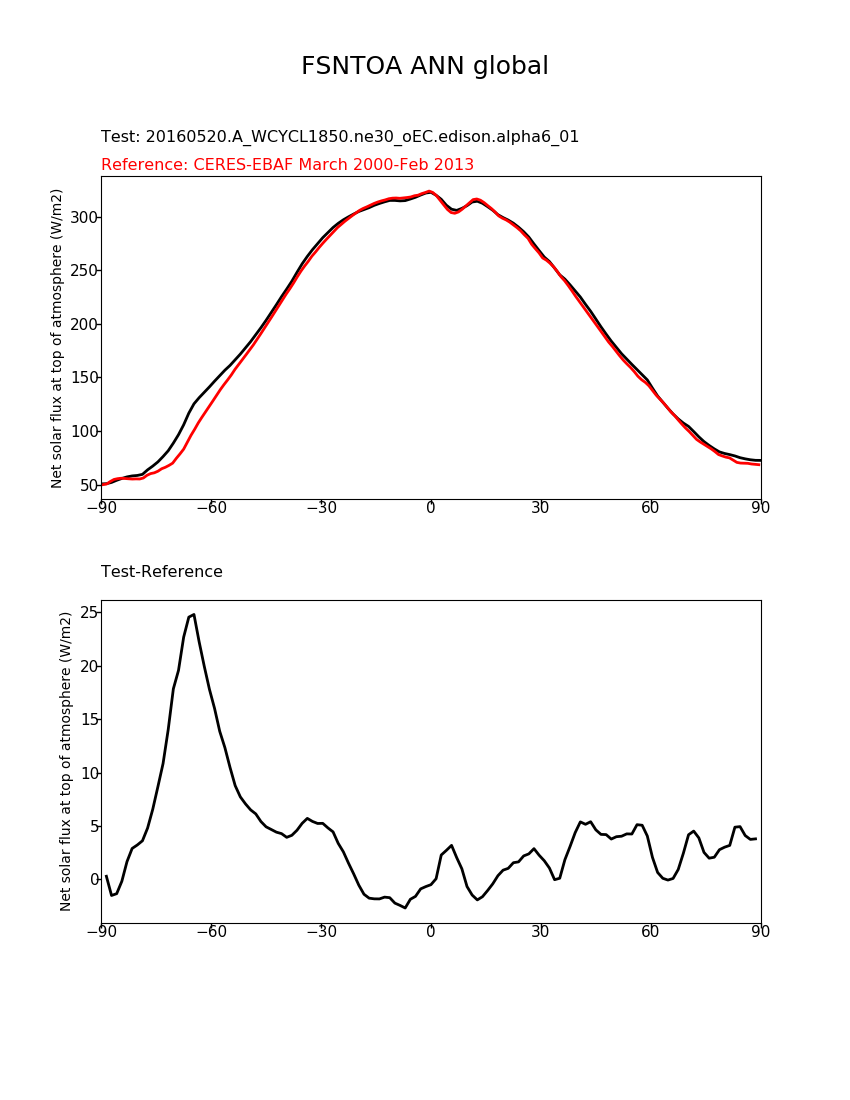 FSNTOA ANN global
Test: 20160520.A_WCYCL1850.ne30_oEC.edison.alpha6_01
Reference: CERES-EBAF March 2000-Feb 2013
Net solar flux at top of atmosphere (W/m2)
300
250
200
150
100
50
−90 −60 −30 0 30 60 90
Test-Reference
Net solar flux at top of atmosphere (W/m2)
25
20
15
10
5
0
−90 −60 −30 0 30 60 90